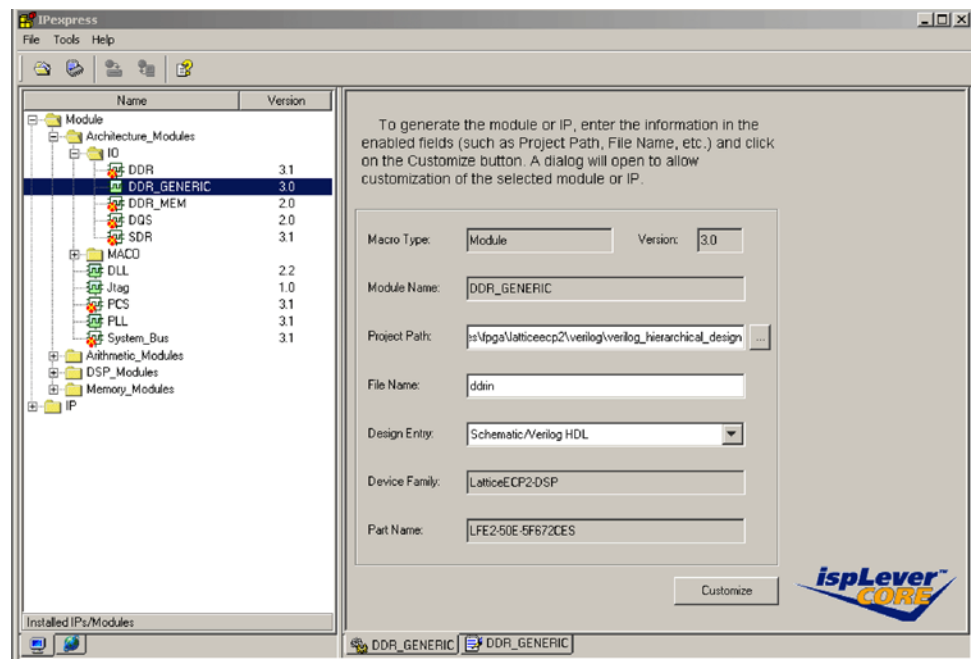 IPexpress
File Tools Help
Name Version
Module
Architecture_Modules
IO
DDR 3.1
DDR_GENERIC 3.0
DDR_MEM 2.0
DQS 2.0
SDR 3.1
MACO
DLL 2.2
Jtag 1.0
PCS 3.1
PLL 3.1
System_Bus 3.1
Arithmetic_Modules
DSP_Modules
Memory_Modules
IP
Installed IPs/Modules
To generate the module or IP, enter the information in the
enabled fields (such as Project Path, File Name, etc.) and click
on the Customize button. A dialog will open to allow
customization of the selected module or IP.
Macro Type: Module Version: 3.0
Module Name: DDR_GENERIC
Project Path: es\fpga\latticeecp2\verilog\verilog_hierarchical_design ...
File Name: ddrin
Design Entry: Schematic/Verilog HDL
Device Family: LatticeECP2-DSP
Part Name: LFE2-50E-5F672CES
Customize
ispLever™
CORE
DDR_GENERIC DDR_GENERIC